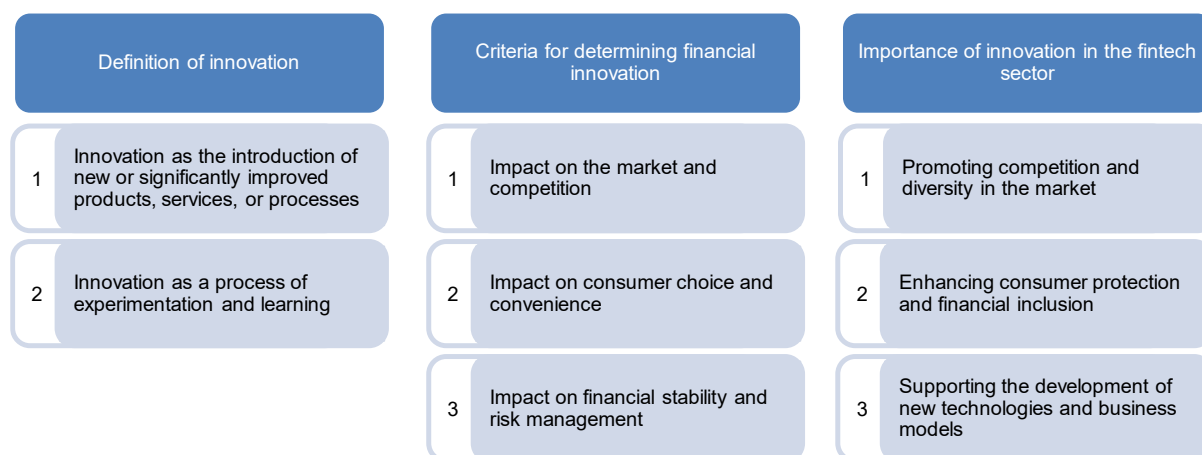 Definition of innovation
1
Innovation as the introduction of
new or significantly improved
products, services, or processes
2
Innovation as a process of
experimentation and learning
Criteria for determining financial
innovation
1
Impact on the market and
competition
2
Impact on consumer choice and
convenience
3
Impact on financial stability and
risk management
Importance of innovation in the fintech
sector
1
Promoting competition and
diversity in the market
2
Enhancing consumer protection
and financial inclusion
3
Supporting the development of
new technologies and business
models